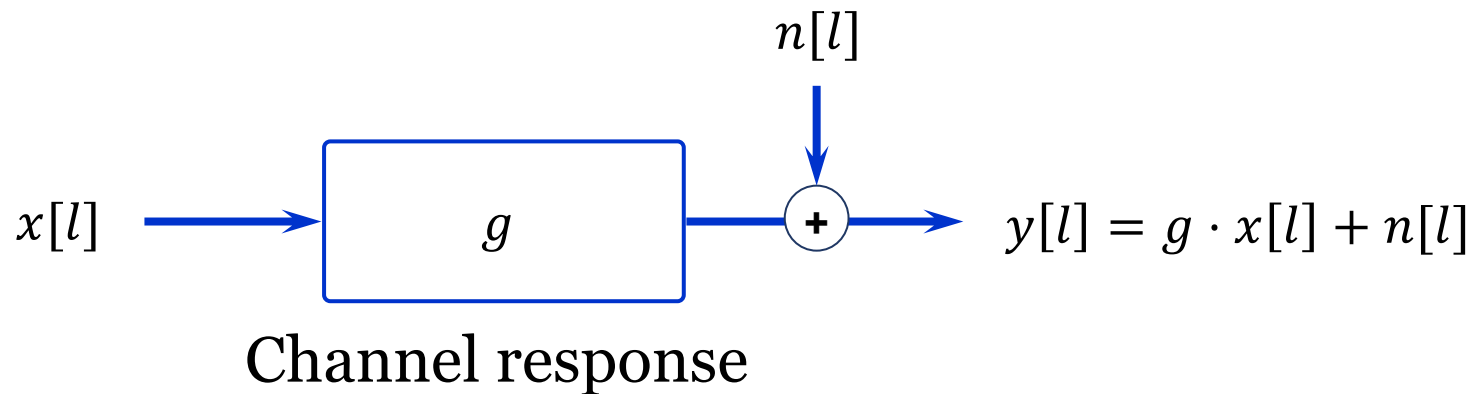 n[l]
x[l]
g
+
y[l] = g · x[l] + n[l]
Channel response